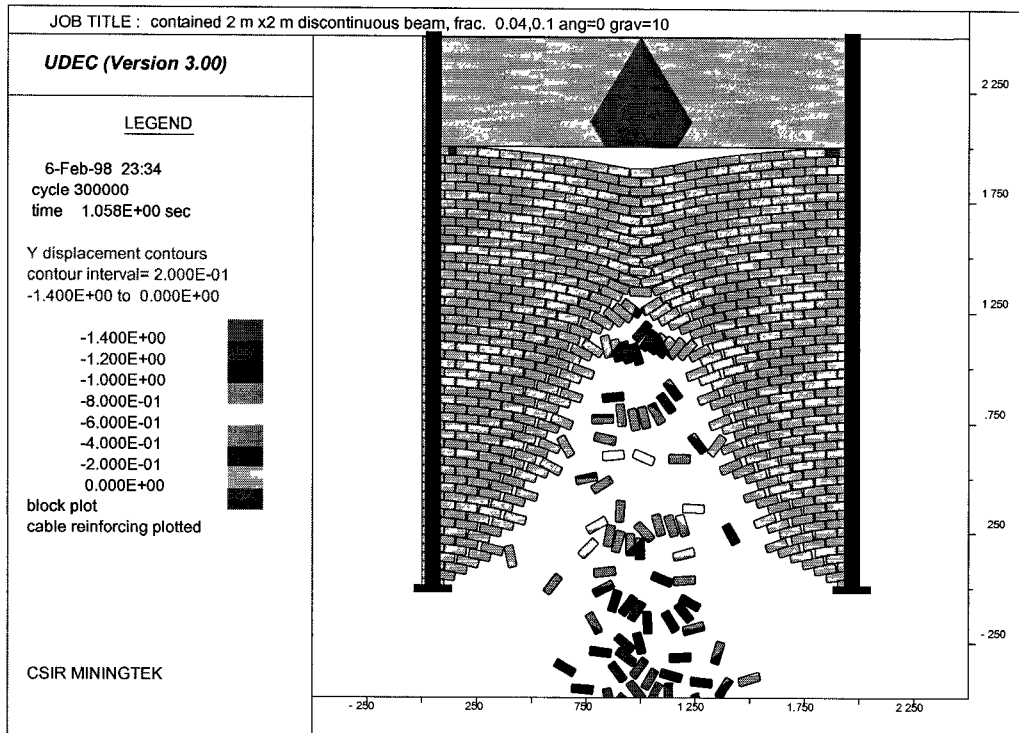 JOB TITLE : contained 2 m x2 m discontinuous beam, frac. 0.04,0.1 ang=0 grav=10
UDEC (Version 3.00)
LEGEND
6-Feb-98 23:34
cycle 300000
time 1.058E+00 sec
Y displacement contours
contour interval= 2.000E-01
-1.400E+00 to 0.000E+00
-1.400E+00
-1.200E+00
-1.000E+00
-8.000E-01
-6.000E-01
-4.000E-01
-2.000E-01
0.000E+00
block plot
cable reinforcing plotted
CSIR MININGTEK
2 250
1 750
1 250
750
250
- 250
- 250
250
750
1 250
1.750
2 250